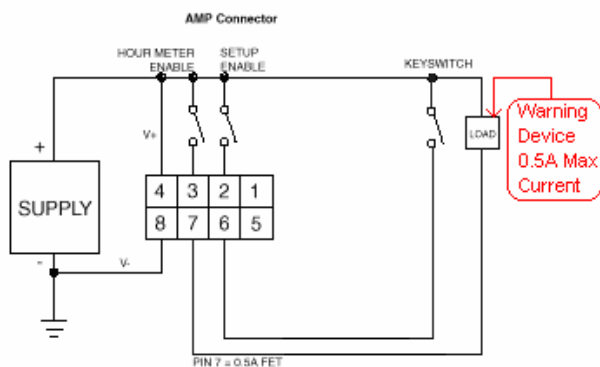 AMP Connector
HOUR METER
ENABLE
SETUP
ENABLE
KEYSWITCH
V+
+
SUPPLY
-
V-
4 3 2 1
8 7 6 5
LOAD
Warning
Device
0.5A Max
Current
PIN 7 = 0.5A FET